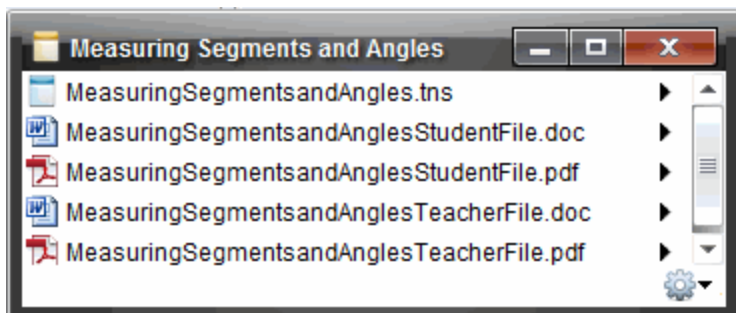 Measuring Segments and Angles
MeasuringSegmentsandAngles.tns
MeasuringSegmentsandAnglesStudentFile.doc
MeasuringSegmentsandAnglesStudentFile.pdf
MeasuringSegmentsandAnglesTeacherFile.doc
MeasuringSegmentsandAnglesTeacherFile.pdf